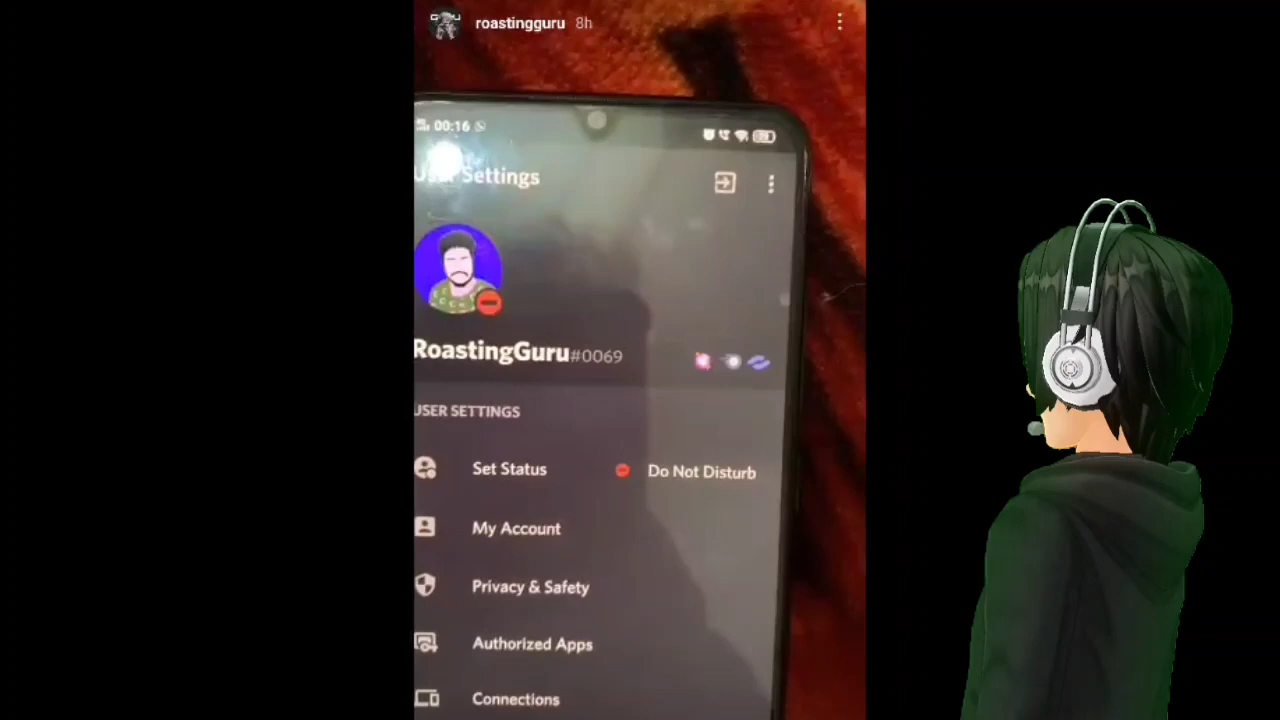 roastingguru 8h
00:16
User Settings
RoastingGuru#0069
USER SETTINGS
Set Status
Do Not Disturb
My Account
Privacy & Safety
Authorized Apps
Connections